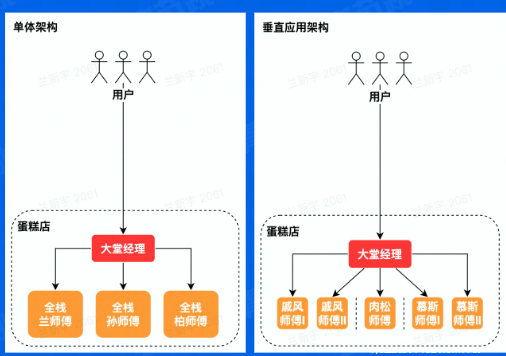 单体架构
用户
蛋糕店
大堂经理
全栈
兰师傅
全栈
孙师傅
全栈
柏师傅
垂直应用架构
用户
蛋糕店
大堂经理
戚风
师傅I
戚风
师傅II
肉松
师傅
慕斯
师傅I
慕斯
师傅II